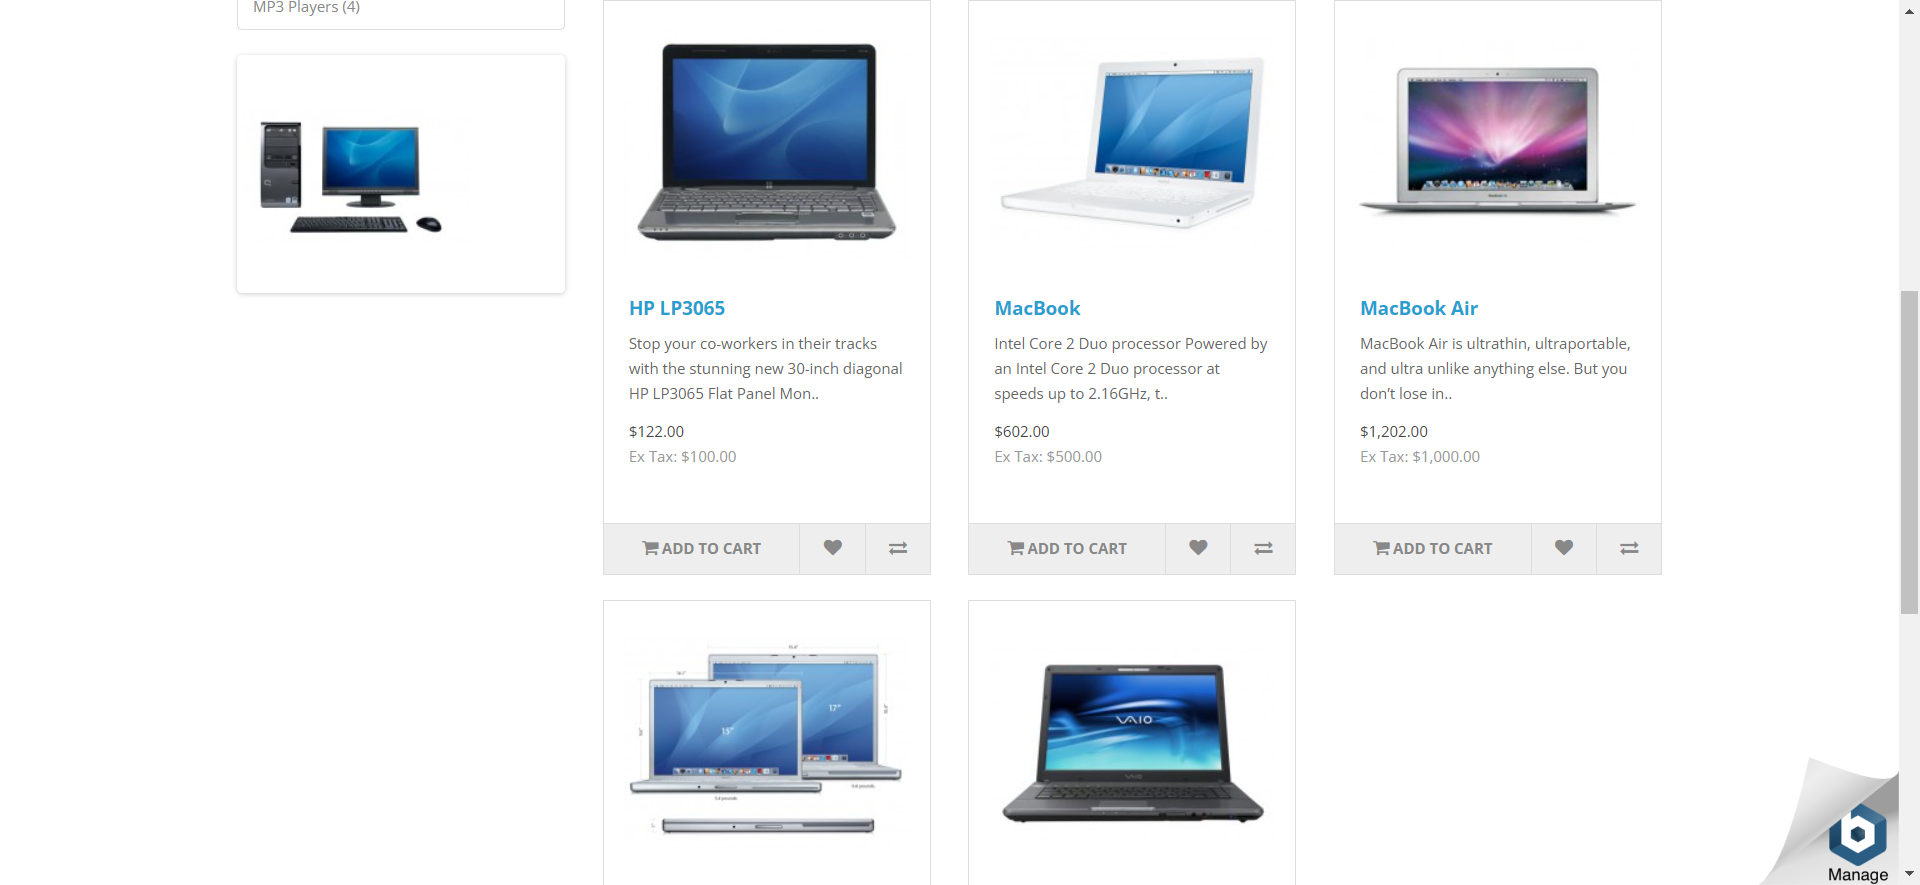 MP3 Players (4)
HP LP3065
Stop your co-workers in their tracks
with the stunning new 30-inch diagonal
HP LP3065 Flat Panel Mon..
$122.00
Ex Tax: $100.00
ADD TO CART
MacBook
Intel Core 2 Duo processor Powered by
an Intel Core 2 Duo processor at
speeds up to 2.16GHz, t..
$602.00
Ex Tax: $500.00
ADD TO CART
MacBook Air
MacBook Air is ultrathin, ultraportable,
and ultra unlike anything else. But you
don’t lose in..
$1,202.00
Ex Tax: $1,000.00
ADD TO CART
17"
15"
VAIO
VAIO
b
Manage